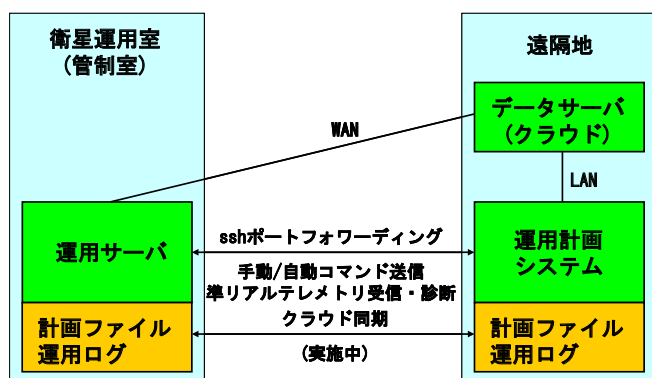 衛星運用室
(管制室)
遠隔地
データサーバ
(クラウド)
WAN
LAN
運用サーバ
sshポートフォワーディング
運用計画
システム
手動/自動コマンド送信
準リアルテレメトリ受信・診断
計画ファイル
運用ログ
クラウド同期
(実施中)
計画ファイル
運用ログ